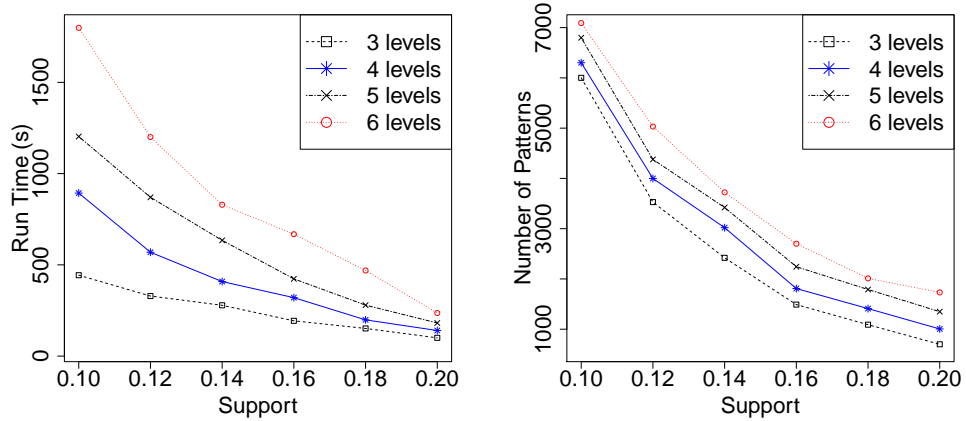 3 levels
4 levels
5 levels
6 levels
Run Time (s)
1500
1000
500
0
0.10 0.12 0.14 0.16 0.18 0.20
Support
3 levels
4 levels
5 levels
6 levels
Number of Patterns
7000
5000
3000
1000
0.10 0.12 0.14 0.16 0.18 0.20
Support